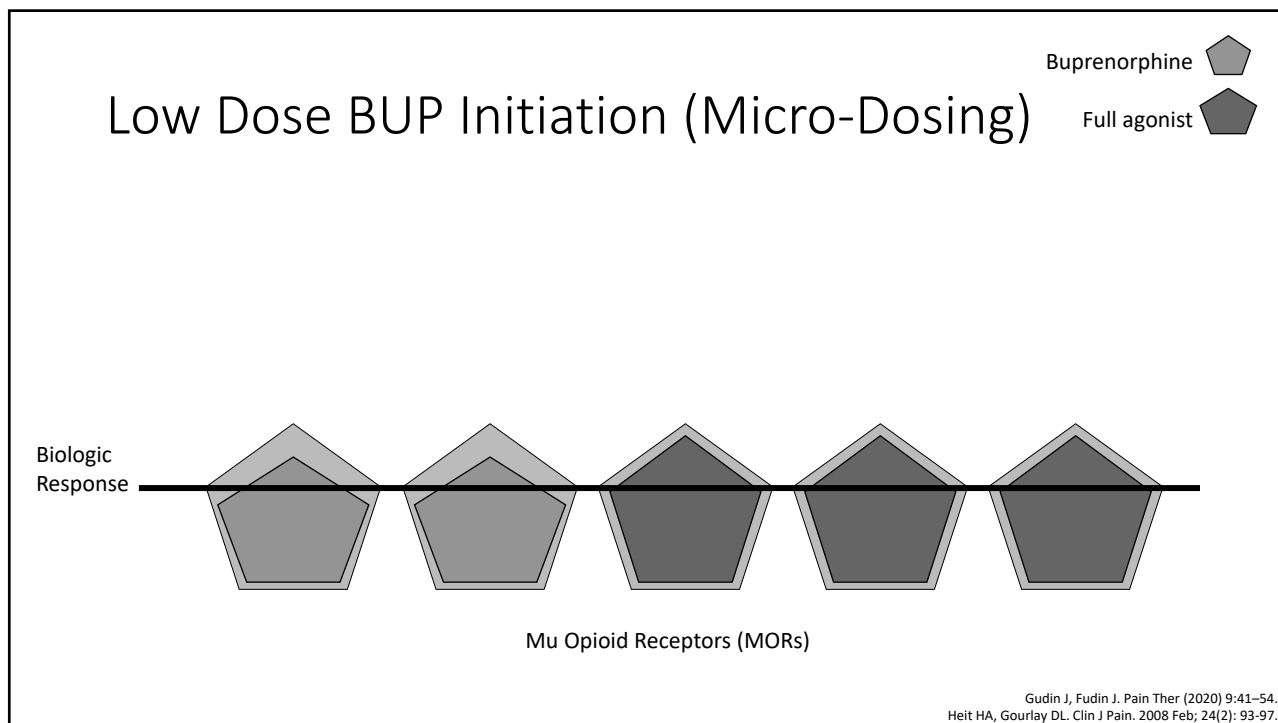 Buprenorphine
Low Dose BUP Initiation (Micro-Dosing)
Full agonist
Biologic
Response
Mu Opioid Receptors (MORs)
Gudin J, Fudin J. Pain Ther (2020) 9:41–54.
Heit HA, Gourlay DL. Clin J Pain. 2008 Feb; 24(2): 93-97.